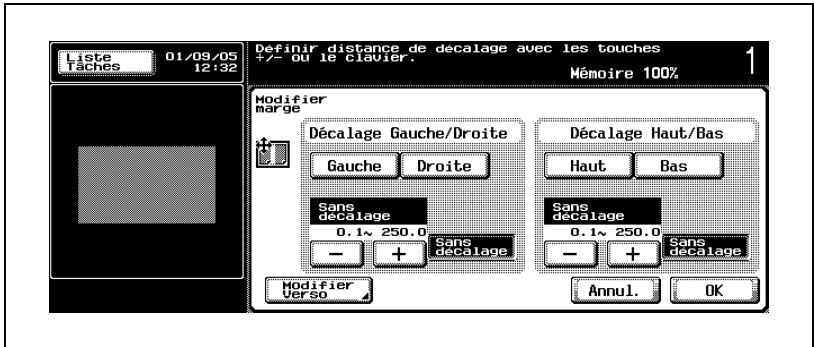 Liste
Tâches
01/09/05
12:32
Définir distance de décalage avec les touches
+/- ou le clavier.
Mémoire 100%
1
Modifier
marge
Décalage Gauche/Droite
Décalage Haut/Bas
Gauche
Droite
Haut
Bas
Sans
décalage
Sans
décalage
0.1~ 250.0
0.1~ 250.0
- +
Sans
décalage
- +
Sans
décalage
Modifier
Verso
Annul.
OK